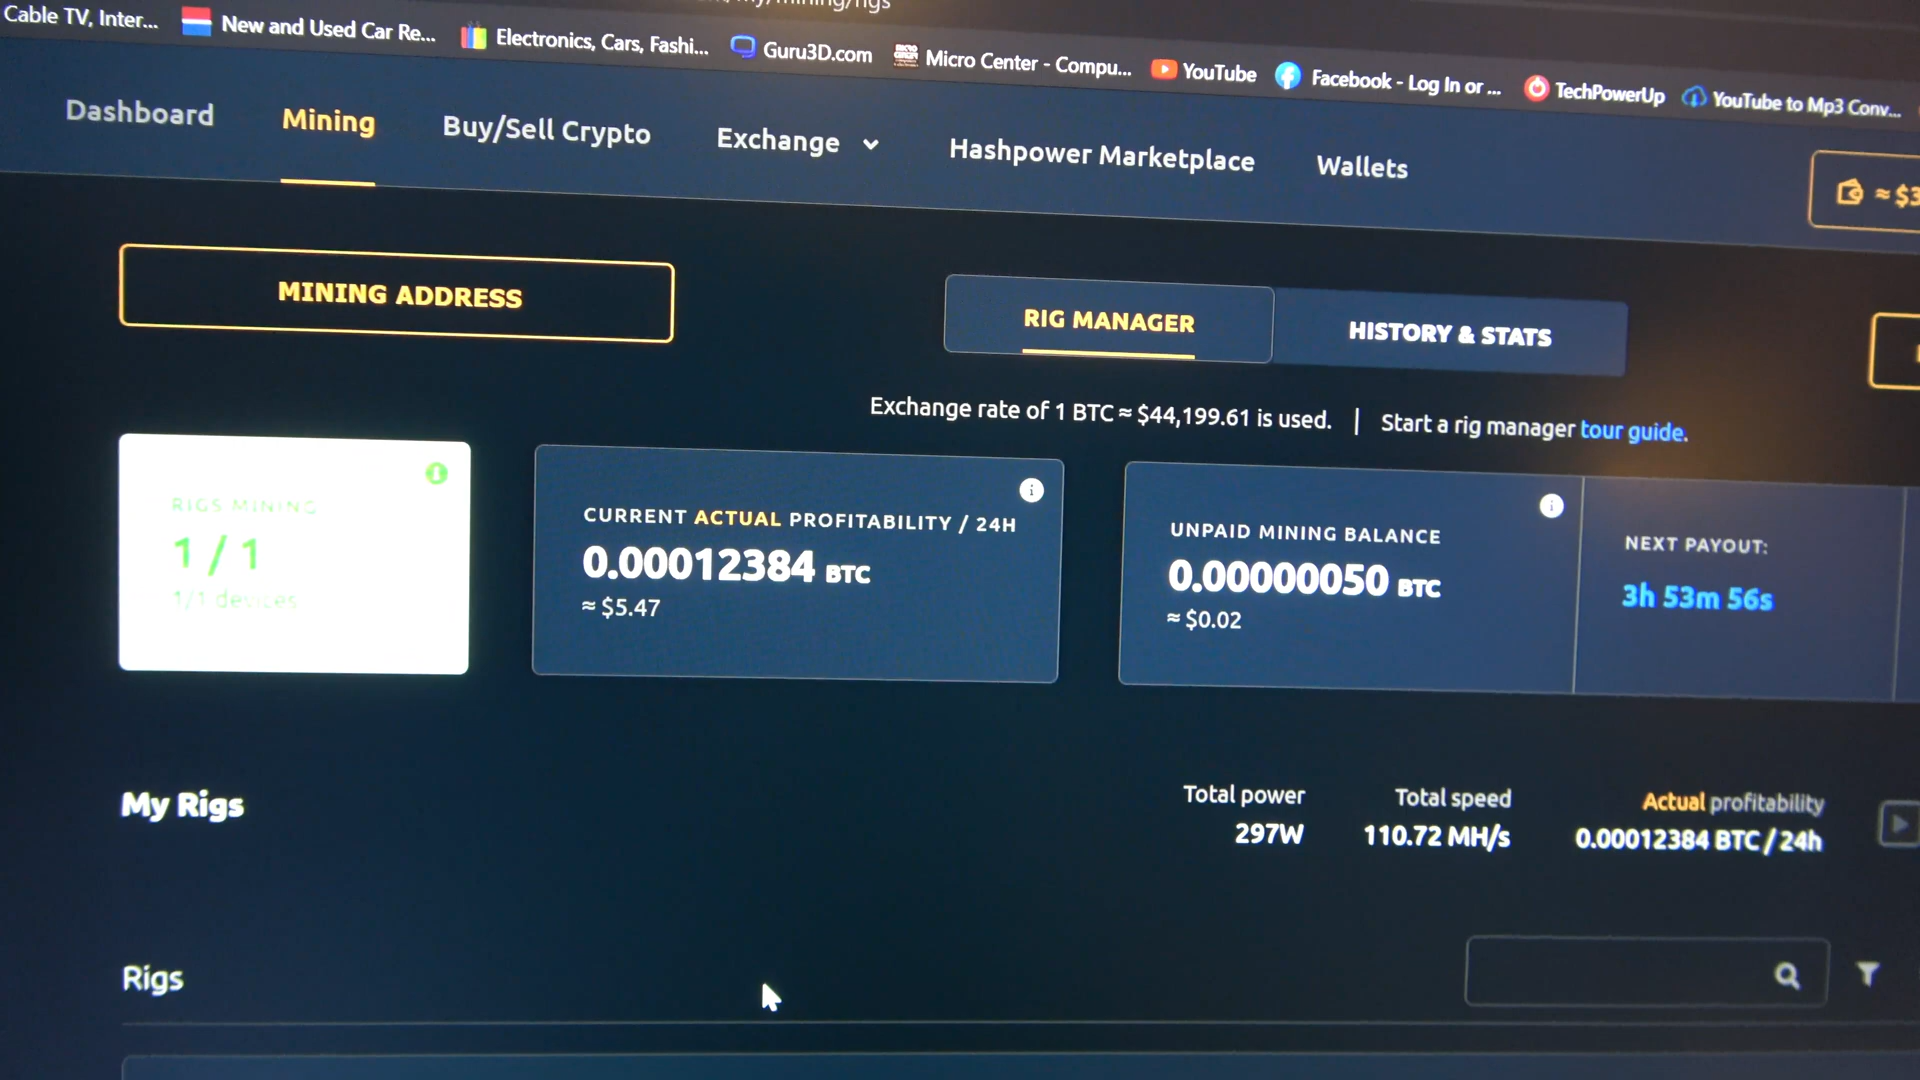 my/mining/rigs
Cable TV, Inter... New and Used Car Re... Electronics, Cars, Fashi... Guru3D.com Micro Center - Compu... YouTube Facebook - Log In or ... TechPowerUp YouTube to Mp3 Conv...
Dashboard Mining Buy/Sell Crypto Exchange Hashpower Marketplace Wallets
≈ $3
MINING ADDRESS
RIG MANAGER HISTORY & STATS
Exchange rate of 1 BTC ≈ $44,199.61 is used. | Start a rig manager tour guide.
RIGS MINING
1 / 1
1/1 devices
CURRENT ACTUAL PROFITABILITY / 24H
0.00012384 BTC
≈ $5.47
UNPAID MINING BALANCE
0.00000050 BTC
≈ $0.02
NEXT PAYOUT:
3h 53m 56s
My Rigs
Total power
297W
Total speed
110.72 MH/s
Actual profitability
0.00012384 BTC / 24h
Rigs